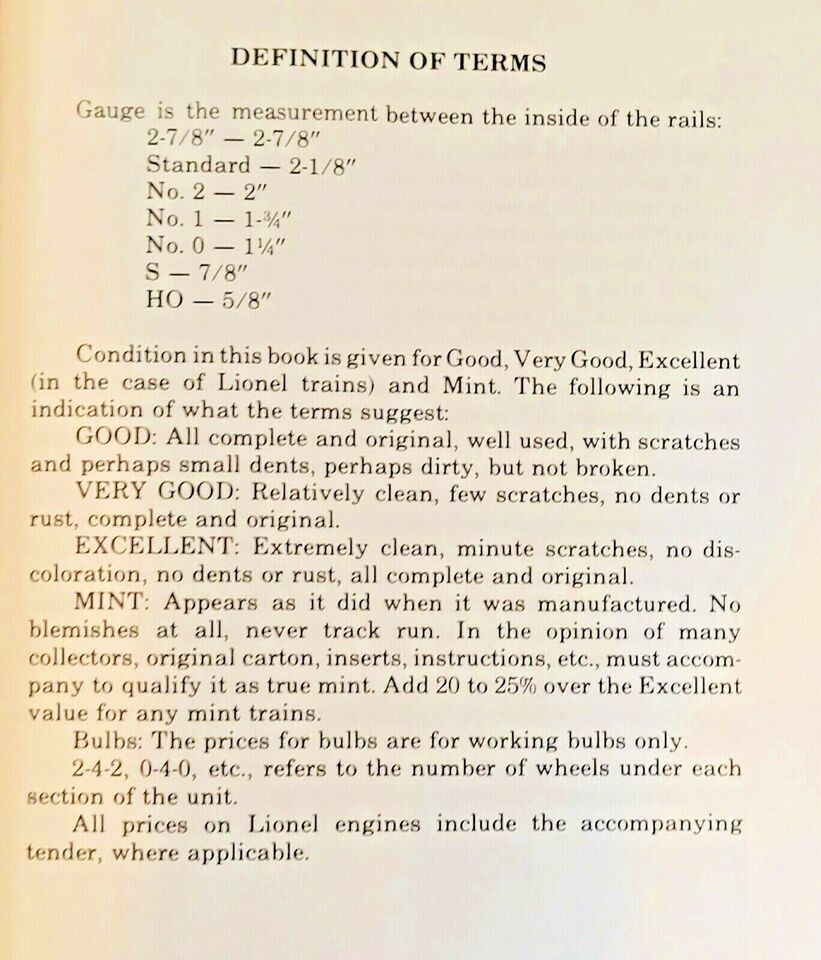 DEFINITION OF TERMS
Gauge is the measurement between the inside of the rails:
2-7/8" — 2-7/8"
Standard — 2-1/8"
No. 2 — 2"
No. 1 — 1-¾"
No. 0 — 1¼"
S — 7/8"
HO — 5/8"
Condition in this book is given for Good, Very Good, Excellent
(in the case of Lionel trains) and Mint. The following is an
indication of what the terms suggest:
GOOD: All complete and original, well used, with scratches
and perhaps small dents, perhaps dirty, but not broken.
VERY GOOD: Relatively clean, few scratches, no dents or
rust, complete and original.
EXCELLENT: Extremely clean, minute scratches, no dis-
coloration, no dents or rust, all complete and original.
MINT: Appears as it did when it was manufactured. No
blemishes at all, never track run. In the opinion of many
collectors, original carton, inserts, instructions, etc., must accom-
pany to qualify it as true mint. Add 20 to 25% over the Excellent
value for any mint trains.
Bulbs: The prices for bulbs are for working bulbs only.
2-4-2, 0-4-0, etc., refers to the number of wheels under each
section of the unit.
All prices on Lionel engines include the accompanying
tender, where applicable.